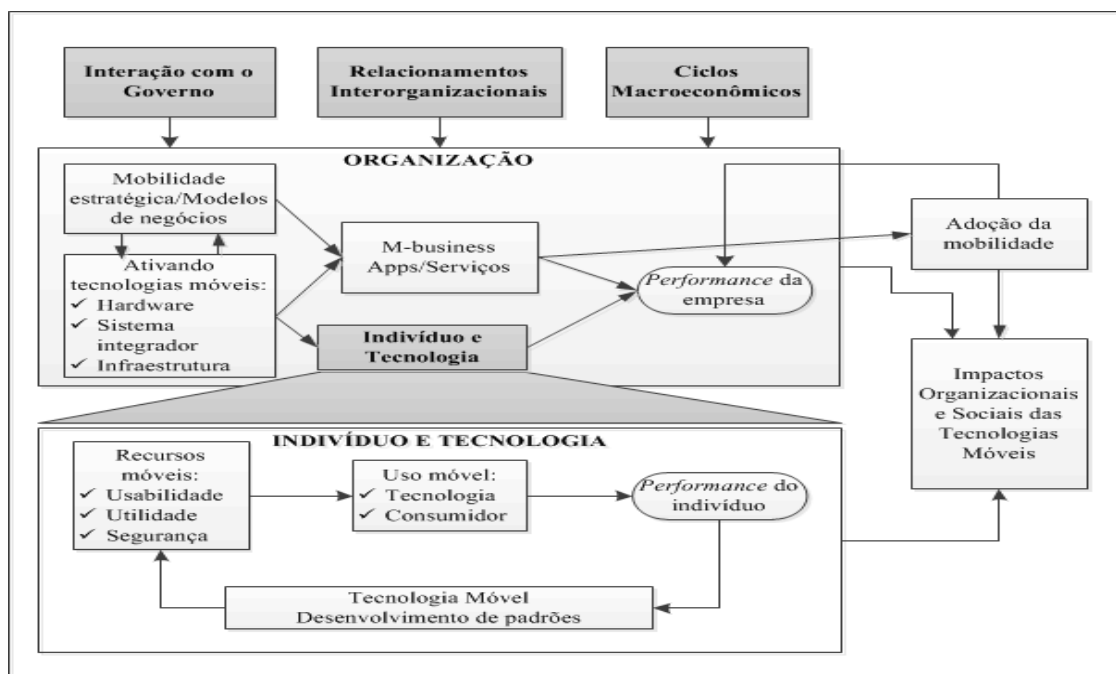 Interação com o
Governo
Relacionamentos
Interorganizacionais
Ciclos
Macroeconômicos
ORGANIZAÇÃO
Mobilidade
estratégica/Modelos
de negócios
Ativando
tecnologias móveis:
✓ Hardware
✓ Sistema
integrador
✓ Infraestrutura
M-business
Apps/Serviços
Indivíduo e
Tecnologia
Performance da
empresa
Adoção da
mobilidade
Impactos
Organizacionais
e Sociais das
Tecnologias
Móveis
INDIVÍDUO E TECNOLOGIA
Recursos
móveis:
✓ Usabilidade
✓ Utilidade
✓ Segurança
Uso móvel:
✓ Tecnologia
✓ Consumidor
Performance do
indivíduo
Tecnologia Móvel
Desenvolvimento de padrões